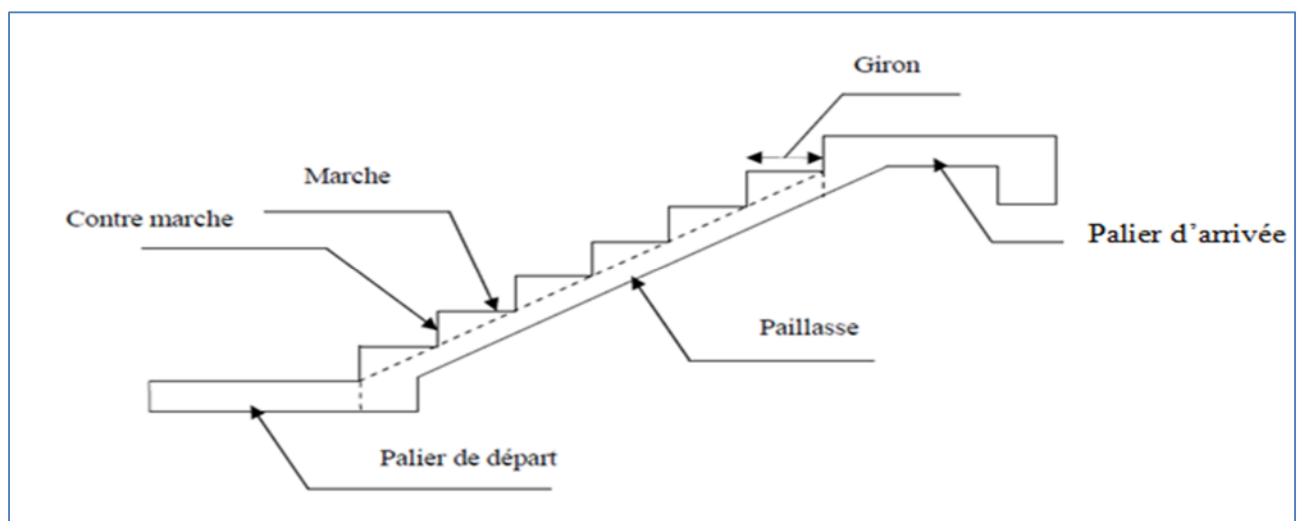 Giron
Marche
Contre marche
Palier d'arrivée
Paillasse
Palier de départ